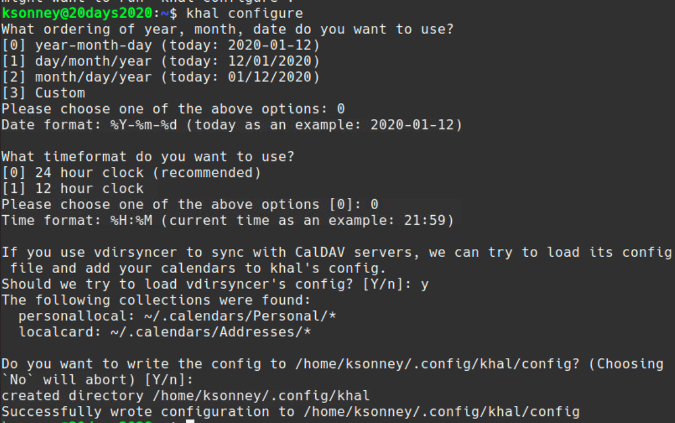 might want to run `khal configure`.
ksonney@20days2020:~$ khal configure
What ordering of year, month, date do you want to use?
[0] year-month-day (today: 2020-01-12)
[1] day/month/year (today: 12/01/2020)
[2] month/day/year (today: 01/12/2020)
[3] Custom
Please choose one of the above options: 0
Date format: %Y-%m-%d (today as an example: 2020-01-12)
What timeformat do you want to use?
[0] 24 hour clock (recommended)
[1] 12 hour clock
Please choose one of the above options [0]: 0
Time format: %H:%M (current time as an example: 21:59)
If you use vdirsyncer to sync with CalDAV servers, we can try to load its config
file and add your calendars to khal's config.
Should we try to load vdirsyncer's config? [Y/n]: y
The following collections were found:
personallocal: ~/.calendars/Personal/*
localcard: ~/.calendars/Addresses/*
Do you want to write the config to /home/ksonney/.config/khal/config? (Choosing
`No` will abort) [Y/n]:
created directory /home/ksonney/.config/khal
Successfully wrote configuration to /home/ksonney/.config/khal/config